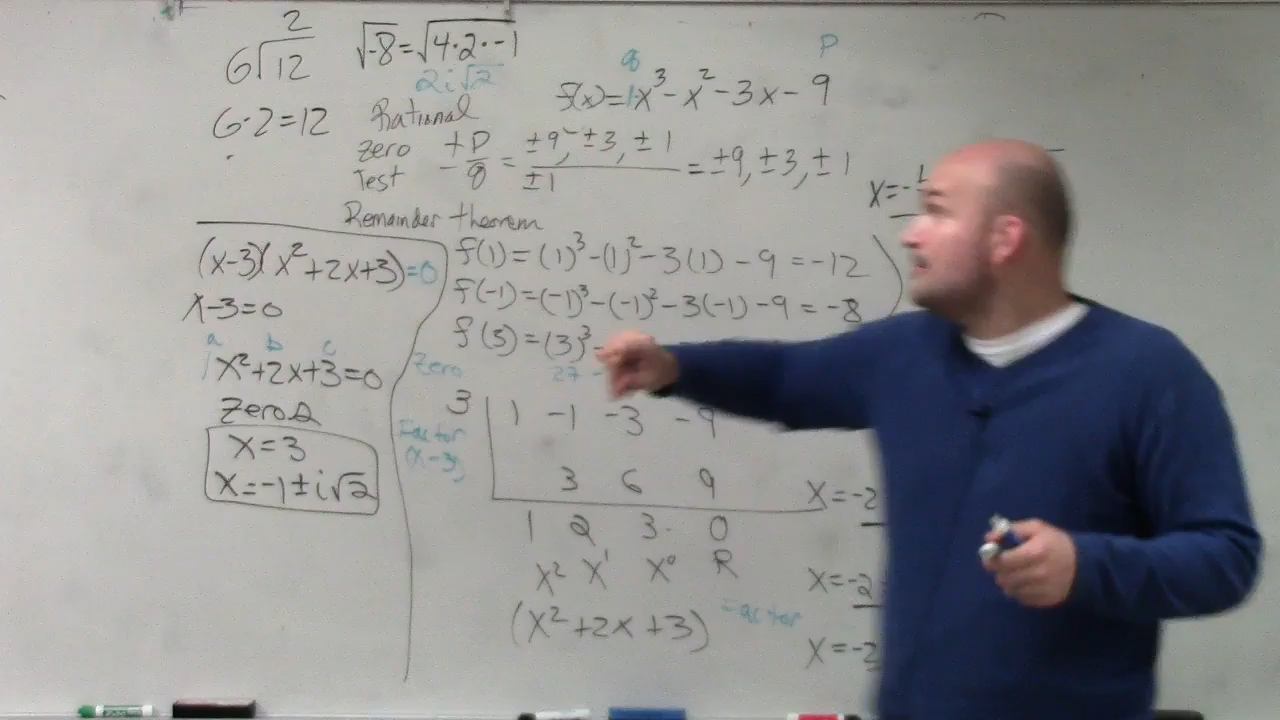 2
6)12
6·2=12
√-8=√4·2·-1
2i√2
Rational
Zero
Test
q
p
f(x)=1x³-x²-3x-9
±P/q = ±9, ±3, ±1 / ±1 = ±9, ±3, ±1
Remainder theorem
(x-3)(x²+2x+3)=0
x-3=0
a b c
1x²+2x+3=0
Zeros
x=3
x=-1±i√2
f(1)=(1)³-(1)²-3(1)-9=-12
f(-1)=(-1)³-(-1)²-3(-1)-9=-8
f(3)=(3)³-
27 -
Zero
3 1 -1 -3 -9
Factor
(x-3)
3 6 9
1 2 3 0
x² x¹ x⁰ R
(x²+2x+3)
Factor
x=-
x=-2
x=-2
x=-2